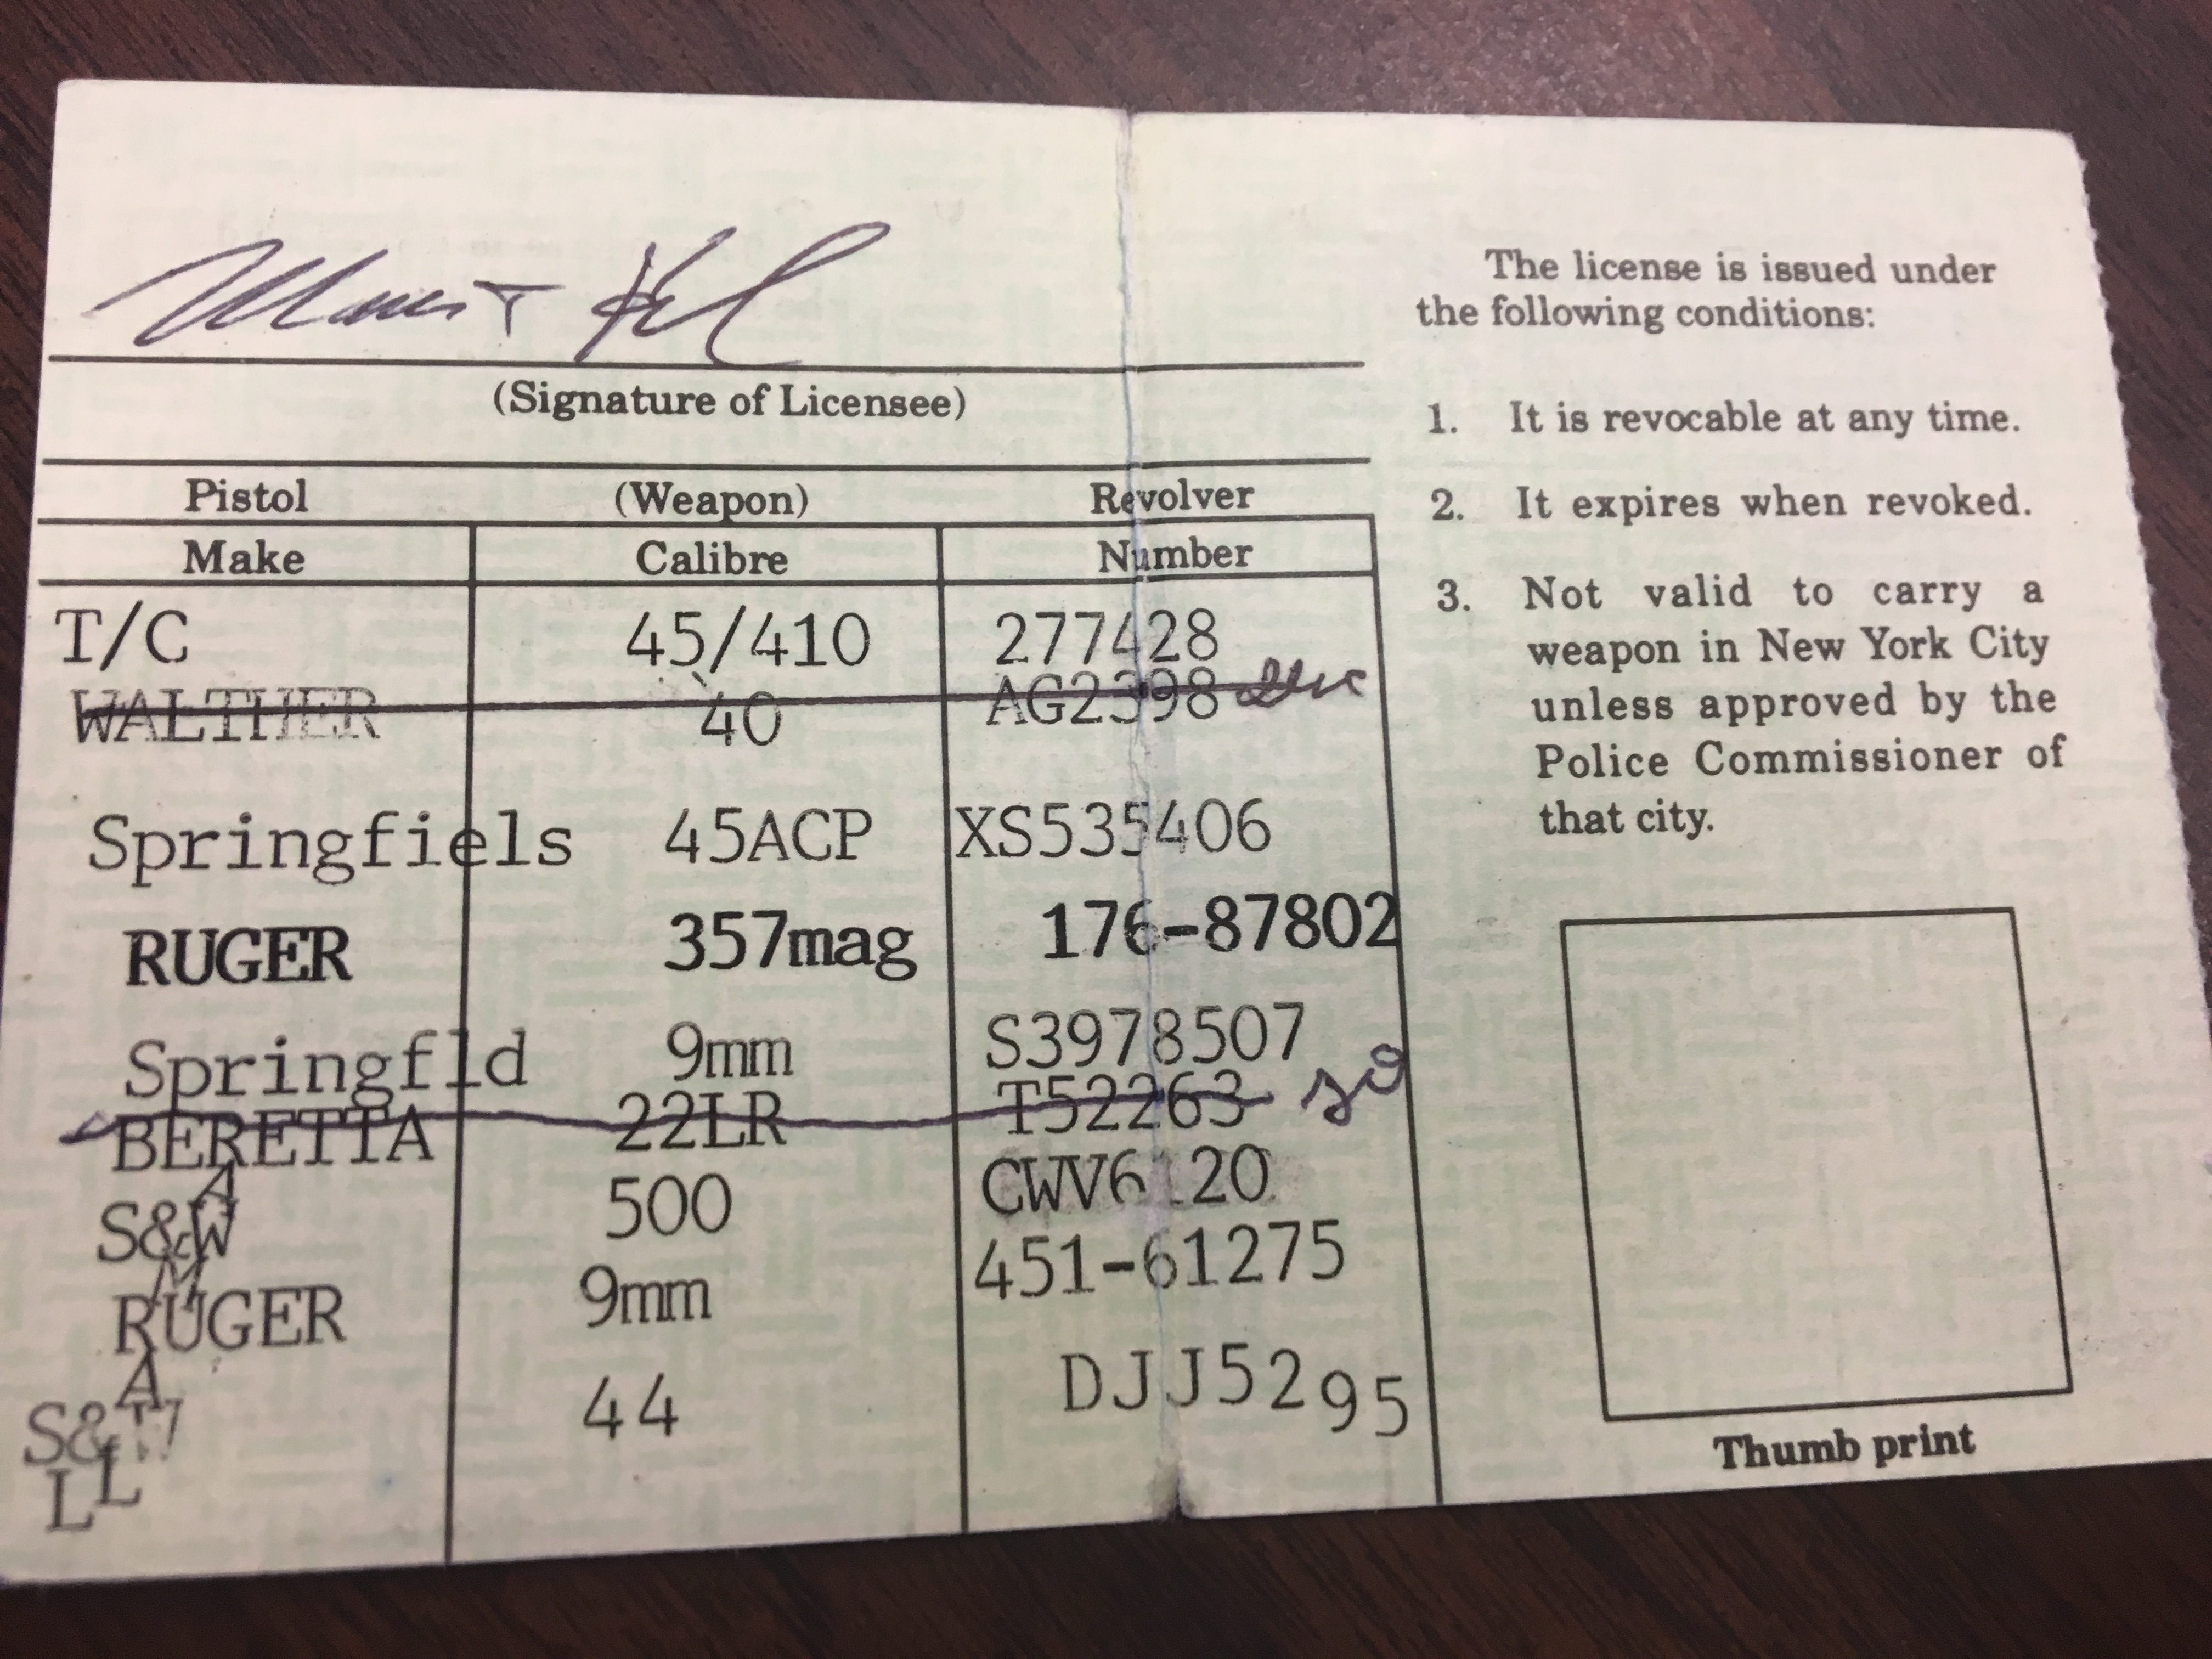 (Signature of Licensee)
Pistol (Weapon) Revolver
Make Calibre Number
T/C 45/410 277428
WALTHER 40 AG2398
Springfiels 45ACP XS535406
RUGER 357mag 176-87802
Springfld 9mm S3978507
BERETTA 22LR T52263
A
S&W 500
M
RUGER 9mm 451-61275
A
S&W 44 DJJ5295
L
L
The license is issued under
the following conditions:
1. It is revocable at any time.
2. It expires when revoked.
3. Not valid to carry a
weapon in New York City
unless approved by the
Police Commissioner of
that city.
Thumb print